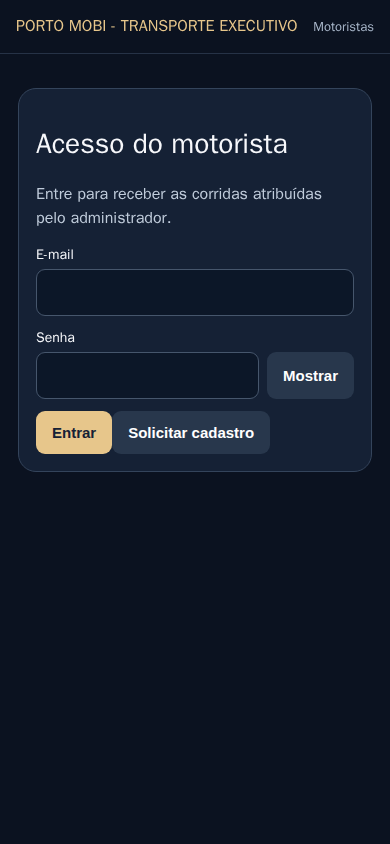 PORTO MOBI - TRANSPORTE EXECUTIVO Motoristas
Acesso do motorista
Entre para receber as corridas atribuídas
pelo administrador.
E-mail
Senha
Mostrar
Entrar Solicitar cadastro